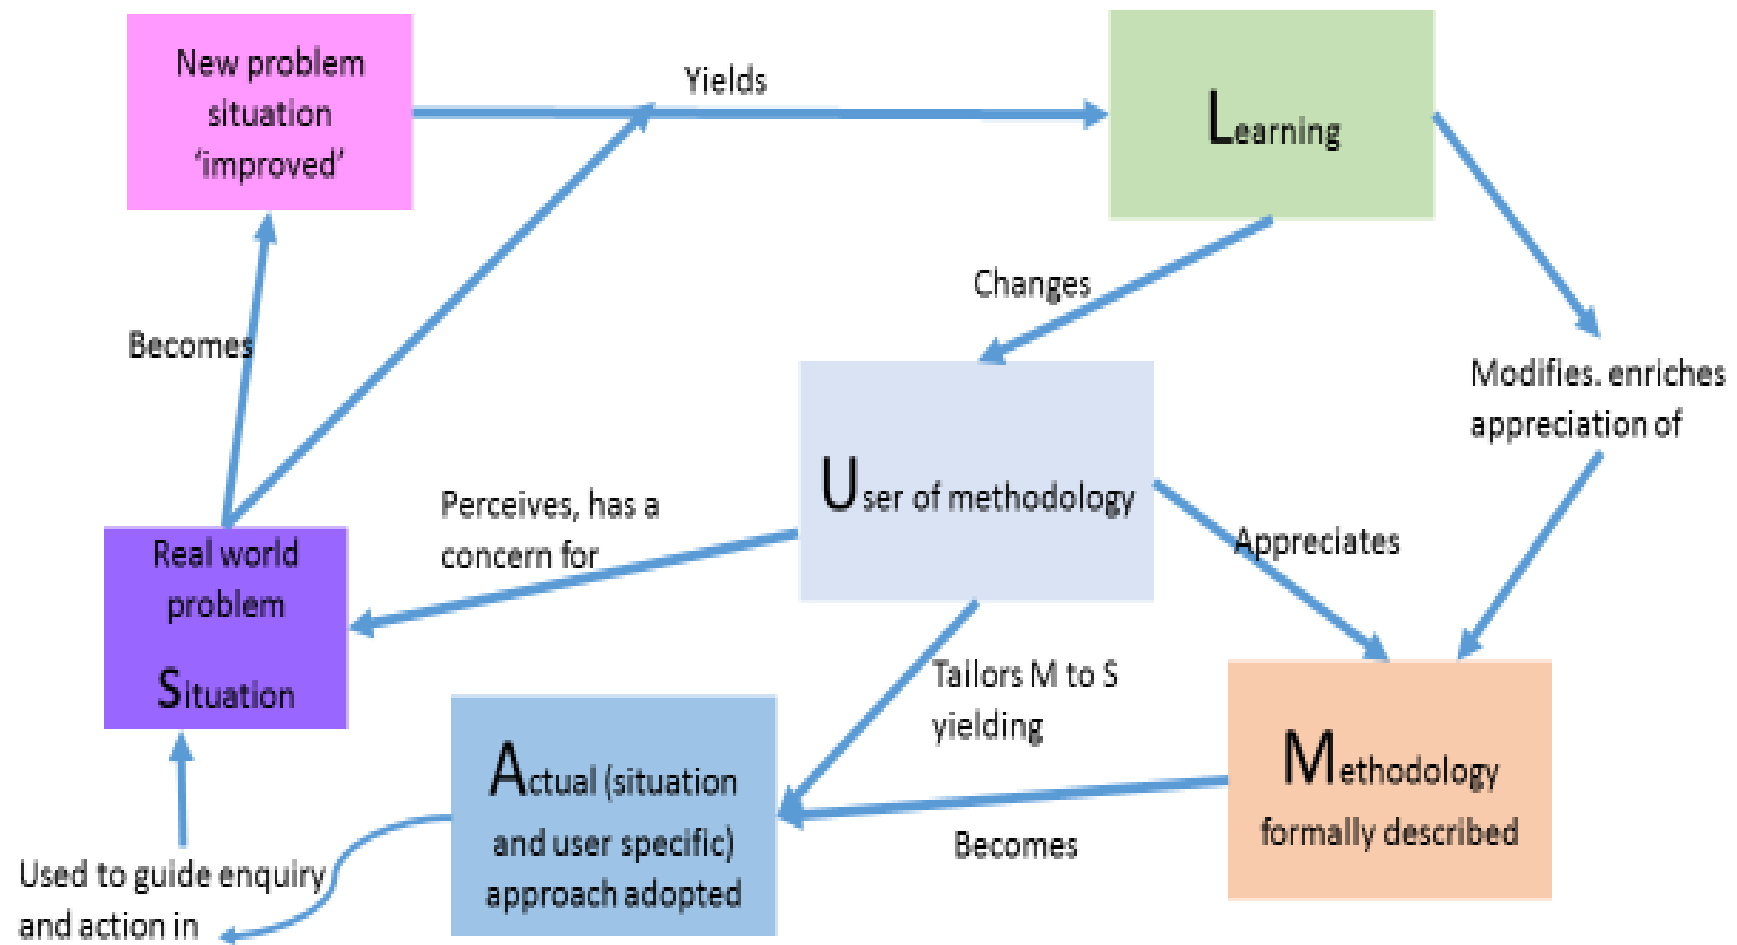 New problem
situation
‘improved’
Yields
Learning
Changes
Becomes
Modifies. enriches
appreciation of
User of methodology
Perceives, has a
concern for
Appreciates
Real world
problem
Situation
Tailors M to S
yielding
Actual (situation
and user specific)
approach adopted
Methodology
formally described
Becomes
Used to guide enquiry
and action in